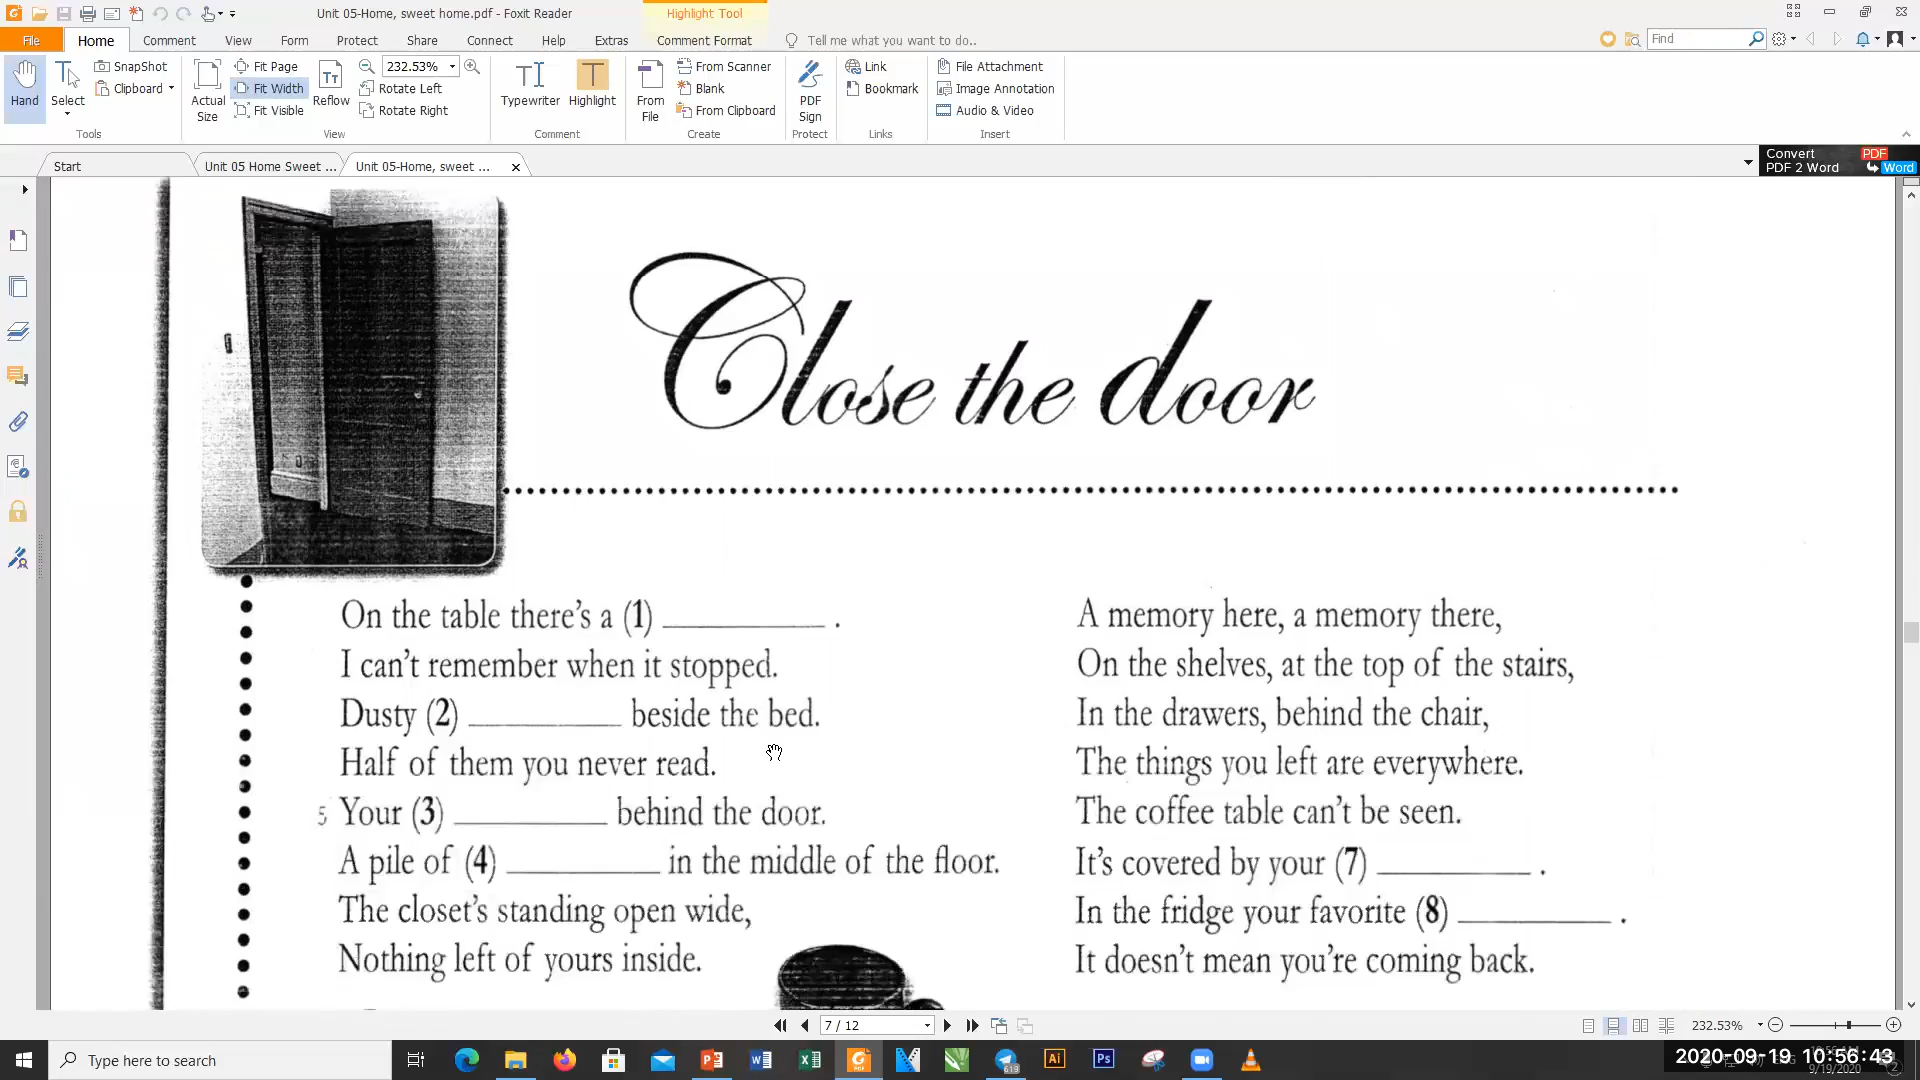 Unit 05-Home, sweet home.pdf - Foxit Reader
Highlight Tool
File
Home
Comment
View
Form
Protect
Share
Connect
Help
Extras
Comment Format
Tell me what you want to do..
Find
Hand
Select
SnapShot
Clipboard
Tools
Actual Size
Fit Page
Fit Width
Fit Visible
Reflow
232.53%
Rotate Left
Rotate Right
View
Typewriter
Highlight
Comment
From File
From Scanner
Blank
From Clipboard
Create
PDF Sign
Protect
Link
Bookmark
Links
File Attachment
Image Annotation
Audio & Video
Insert
Start
Unit 05 Home Sweet ...
Unit 05-Home, sweet ...
Convert PDF
PDF 2 Word Word
Close the door
On the table there's a (1) __________ .
I can't remember when it stopped.
Dusty (2) __________ beside the bed.
Half of them you never read.
5 Your (3) __________ behind the door.
A pile of (4) __________ in the middle of the floor.
The closet's standing open wide,
Nothing left of yours inside.
A memory here, a memory there,
On the shelves, at the top of the stairs,
In the drawers, behind the chair,
The things you left are everywhere.
The coffee table can't be seen.
It's covered by your (7) __________ .
In the fridge your favorite (8) __________ .
It doesn't mean you're coming back.
7 / 12
232.53%
Type here to search
619
2020-09-19 10:56:43
9/19/2020